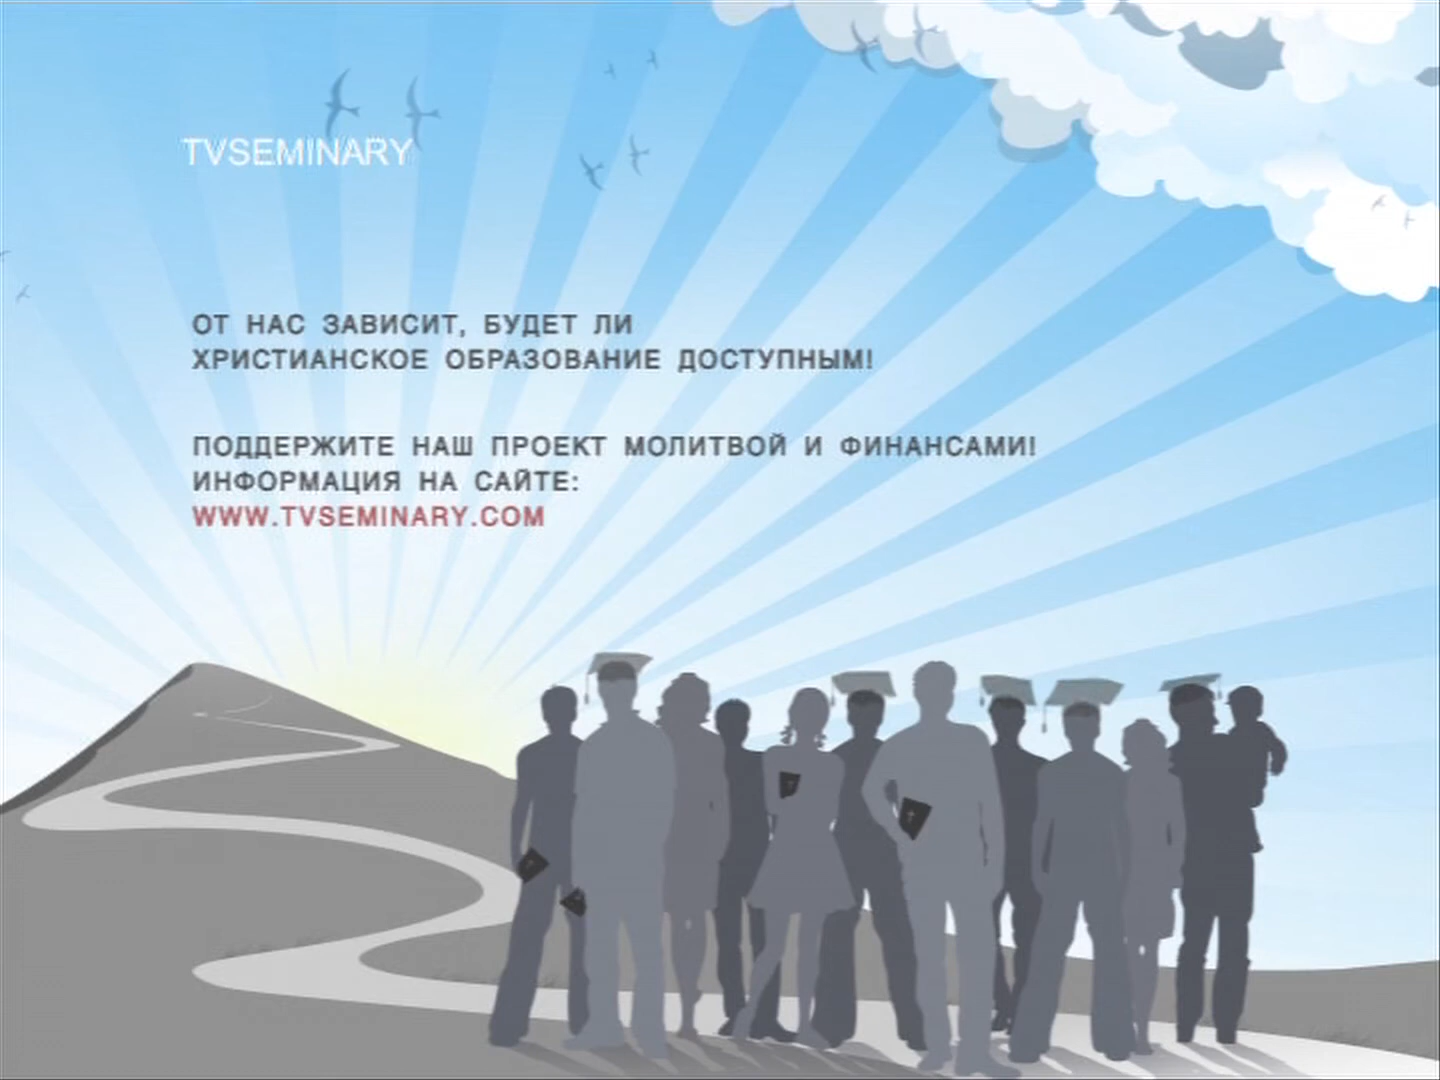 TVSEMINARY
ОТ НАС ЗАВИСИТ, БУДЕТ ЛИ
ХРИСТИАНСКОЕ ОБРАЗОВАНИЕ ДОСТУПНЫМ!
ПОДДЕРЖИТЕ НАШ ПРОЕКТ МОЛИТВОЙ И ФИНАНСАМИ!
ИНФОРМАЦИЯ НА САЙТЕ:
WWW.TVSEMINARY.COM